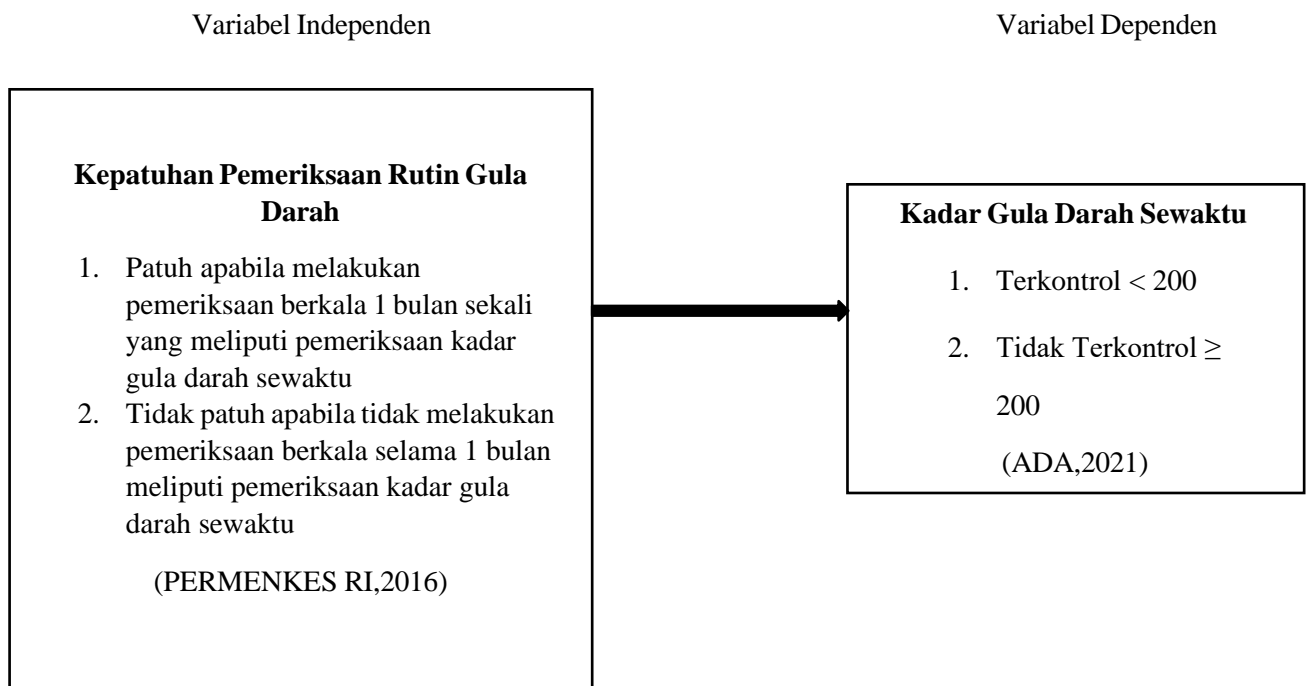 Variabel Independen
Variabel Dependen
Kepatuhan Pemeriksaan Rutin Gula
Darah
1. Patuh apabila melakukan
pemeriksaan berkala 1 bulan sekali
yang meliputi pemeriksaan kadar
gula darah sewaktu
2. Tidak patuh apabila tidak melakukan
pemeriksaan berkala selama 1 bulan
meliputi pemeriksaan kadar gula
darah sewaktu
(PERMENKES RI,2016)
Kadar Gula Darah Sewaktu
1. Terkontrol < 200
2. Tidak Terkontrol ≥
200
(ADA,2021)